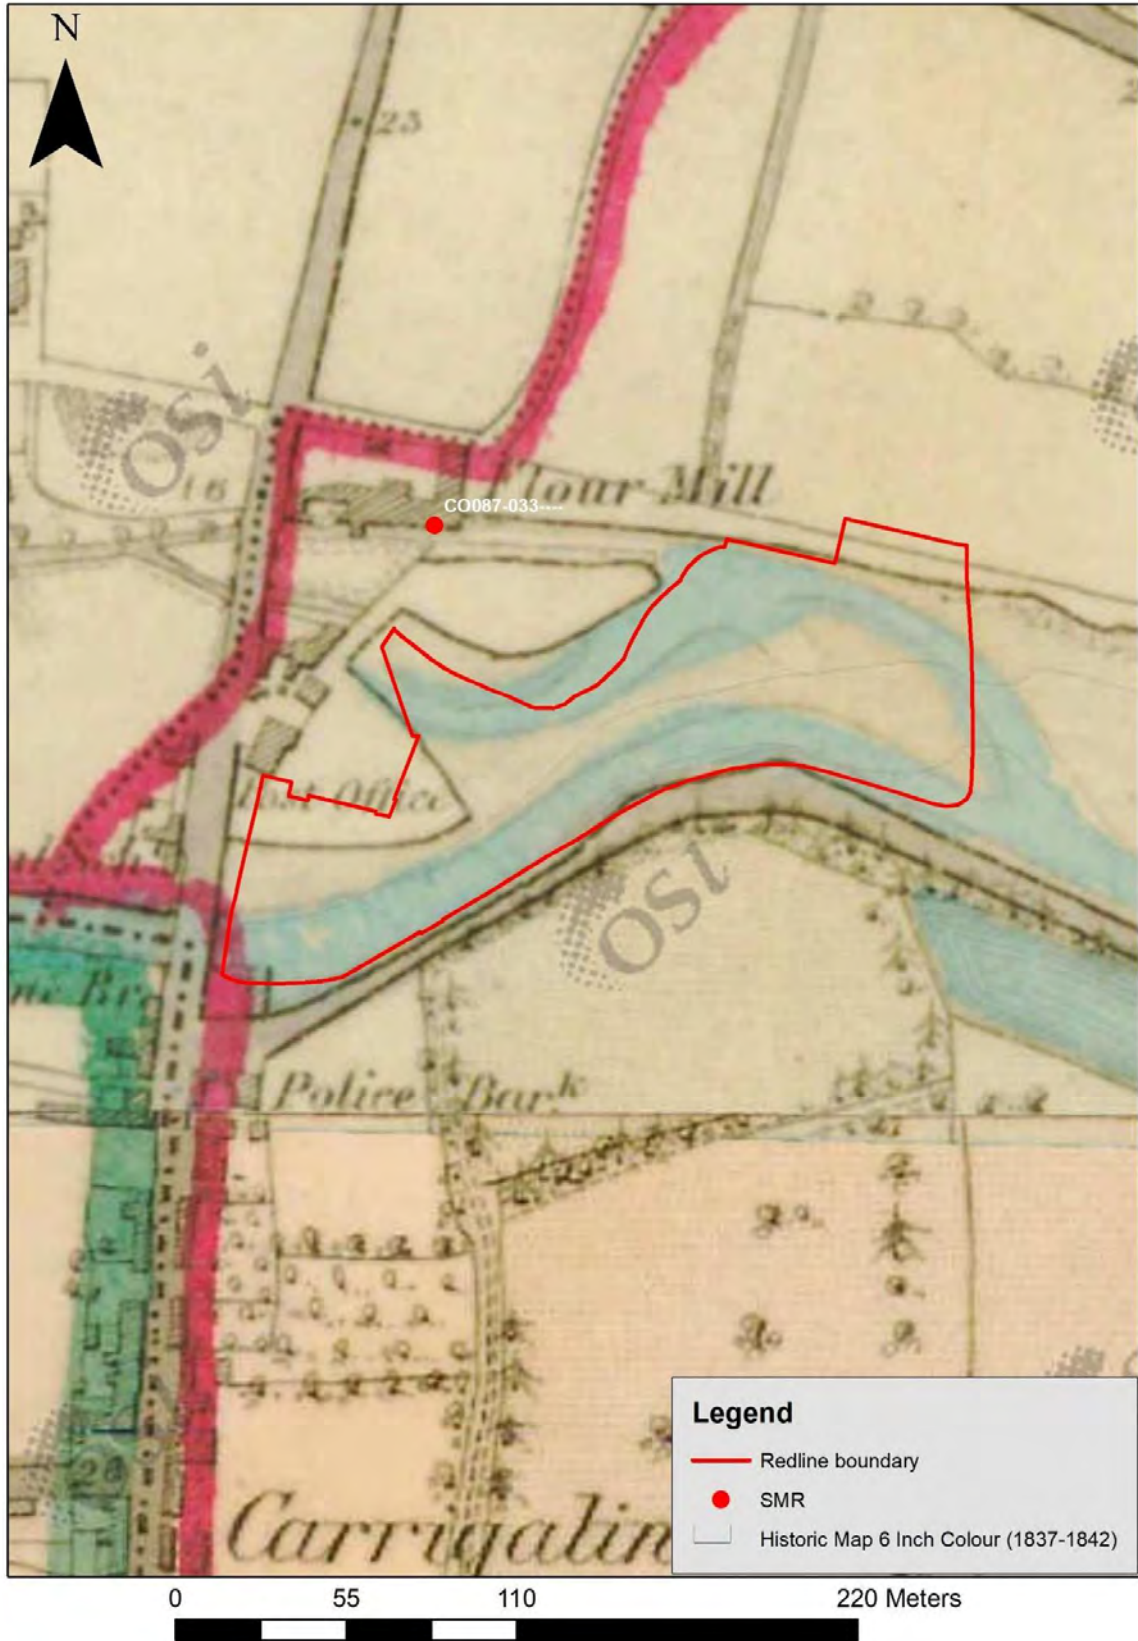 N
23
osi
16
Flour Mill
CO087-033----
Post Office
osi
Police Bark
Carrigalin
Legend
Redline boundary
SMR
Historic Map 6 Inch Colour (1837-1842)
0 55 110 220 Meters